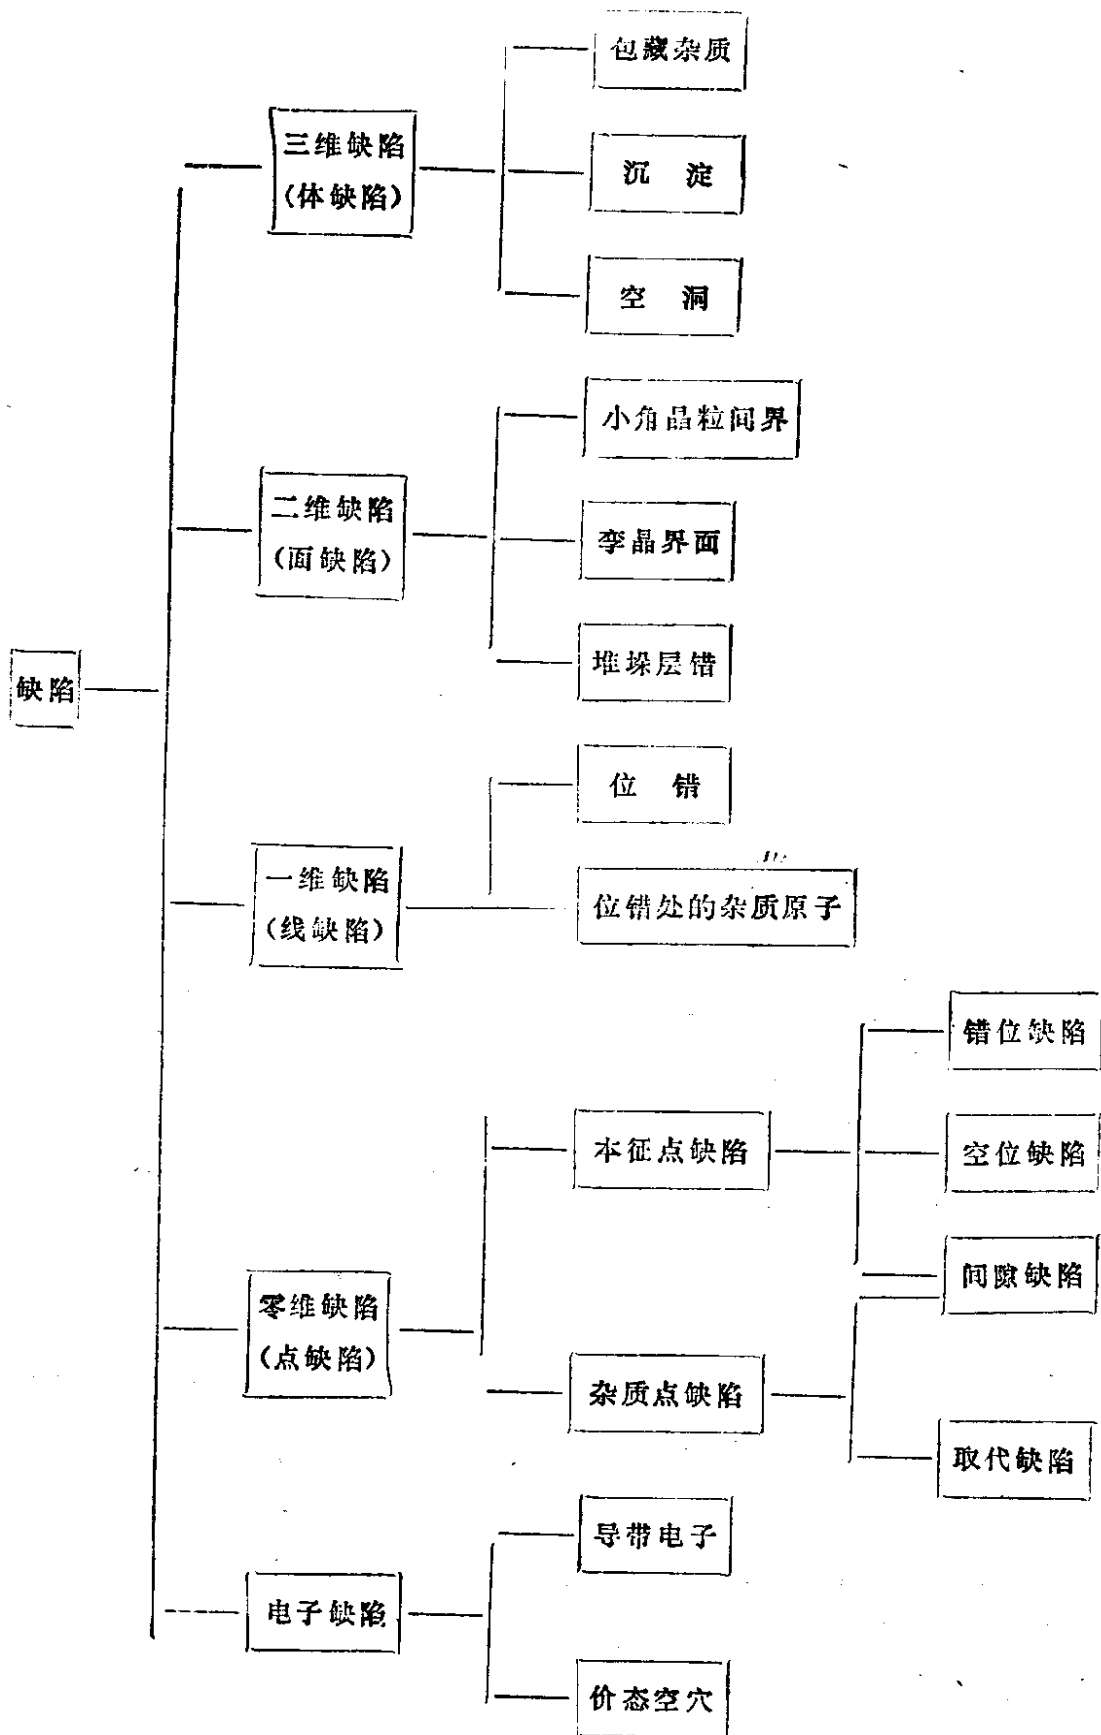 包藏杂质
三维缺陷
(体缺陷)
沉 淀
空 洞
小角晶粒间界
二维缺陷
(面缺陷)
孪晶界面
堆垛层错
缺陷
位 错
一维缺陷
(线缺陷)
位错处的杂质原子
错位缺陷
本征点缺陷
空位缺陷
间隙缺陷
零维缺陷
(点缺陷)
杂质点缺陷
取代缺陷
导带电子
电子缺陷
价态空穴